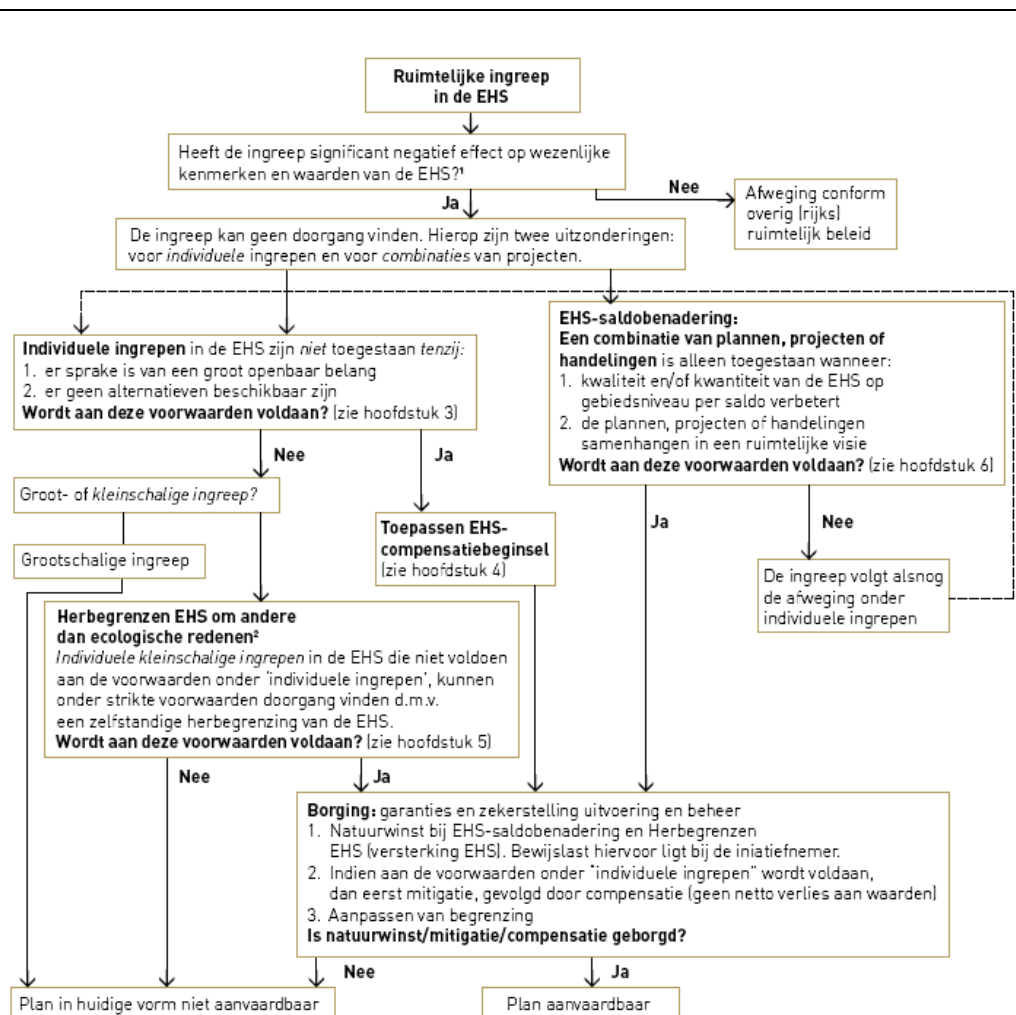 Ruimtelijke ingreep
in de EHS
Heeft de ingreep significant negatief effect op wezenlijke
kenmerken en waarden van de EHS?¹
Nee
Afweging conform
overig (rijks)
ruimtelijk beleid
Ja
De ingreep kan geen doorgang vinden. Hierop zijn twee uitzonderingen:
voor individuele ingrepen en voor combinaties van projecten.
Individuele ingrepen in de EHS zijn niet toegestaan tenzij:
1. er sprake is van een groot openbaar belang
2. er geen alternatieven beschikbaar zijn
Wordt aan deze voorwaarden voldaan? (zie hoofdstuk 3)
EHS-saldobenadering:
Een combinatie van plannen, projecten of
handelingen is alleen toegestaan wanneer:
1. kwaliteit en/of kwantiteit van de EHS op
gebiedsniveau per saldo verbetert
2. de plannen, projecten of handelingen
samenhangen in een ruimtelijke visie
Wordt aan deze voorwaarden voldaan? (zie hoofdstuk 6)
Nee
Ja
Groot- of kleinschalige ingreep?
Grootschalige ingreep
Toepassen EHS-
compensatiebeginsel
(zie hoofdstuk 4)
Ja
Nee
De ingreep volgt alsnog
de afweging onder
individuele ingrepen
Herbegrenzen EHS om andere
dan ecologische redenen²
Individuele kleinschalige ingrepen in de EHS die niet voldoen
aan de voorwaarden onder 'individuele ingrepen', kunnen
onder strikte voorwaarden doorgang vinden d.m.v.
een zelfstandige herbegrenzing van de EHS.
Wordt aan deze voorwaarden voldaan? (zie hoofdstuk 5)
Nee
Ja
Borging: garanties en zekerstelling uitvoering en beheer
1. Natuurwinst bij EHS-saldobenadering en Herbegrenzen
EHS (versterking EHS). Bewijslast hiervoor ligt bij de iniatiefnemer.
2. Indien aan de voorwaarden onder "individuele ingrepen" wordt voldaan,
dan eerst mitigatie, gevolgd door compensatie (geen netto verlies aan waarden)
3. Aanpassen van begrenzing
Is natuurwinst/mitigatie/compensatie geborgd?
Nee
Ja
Plan in huidige vorm niet aanvaardbaar
Plan aanvaardbaar